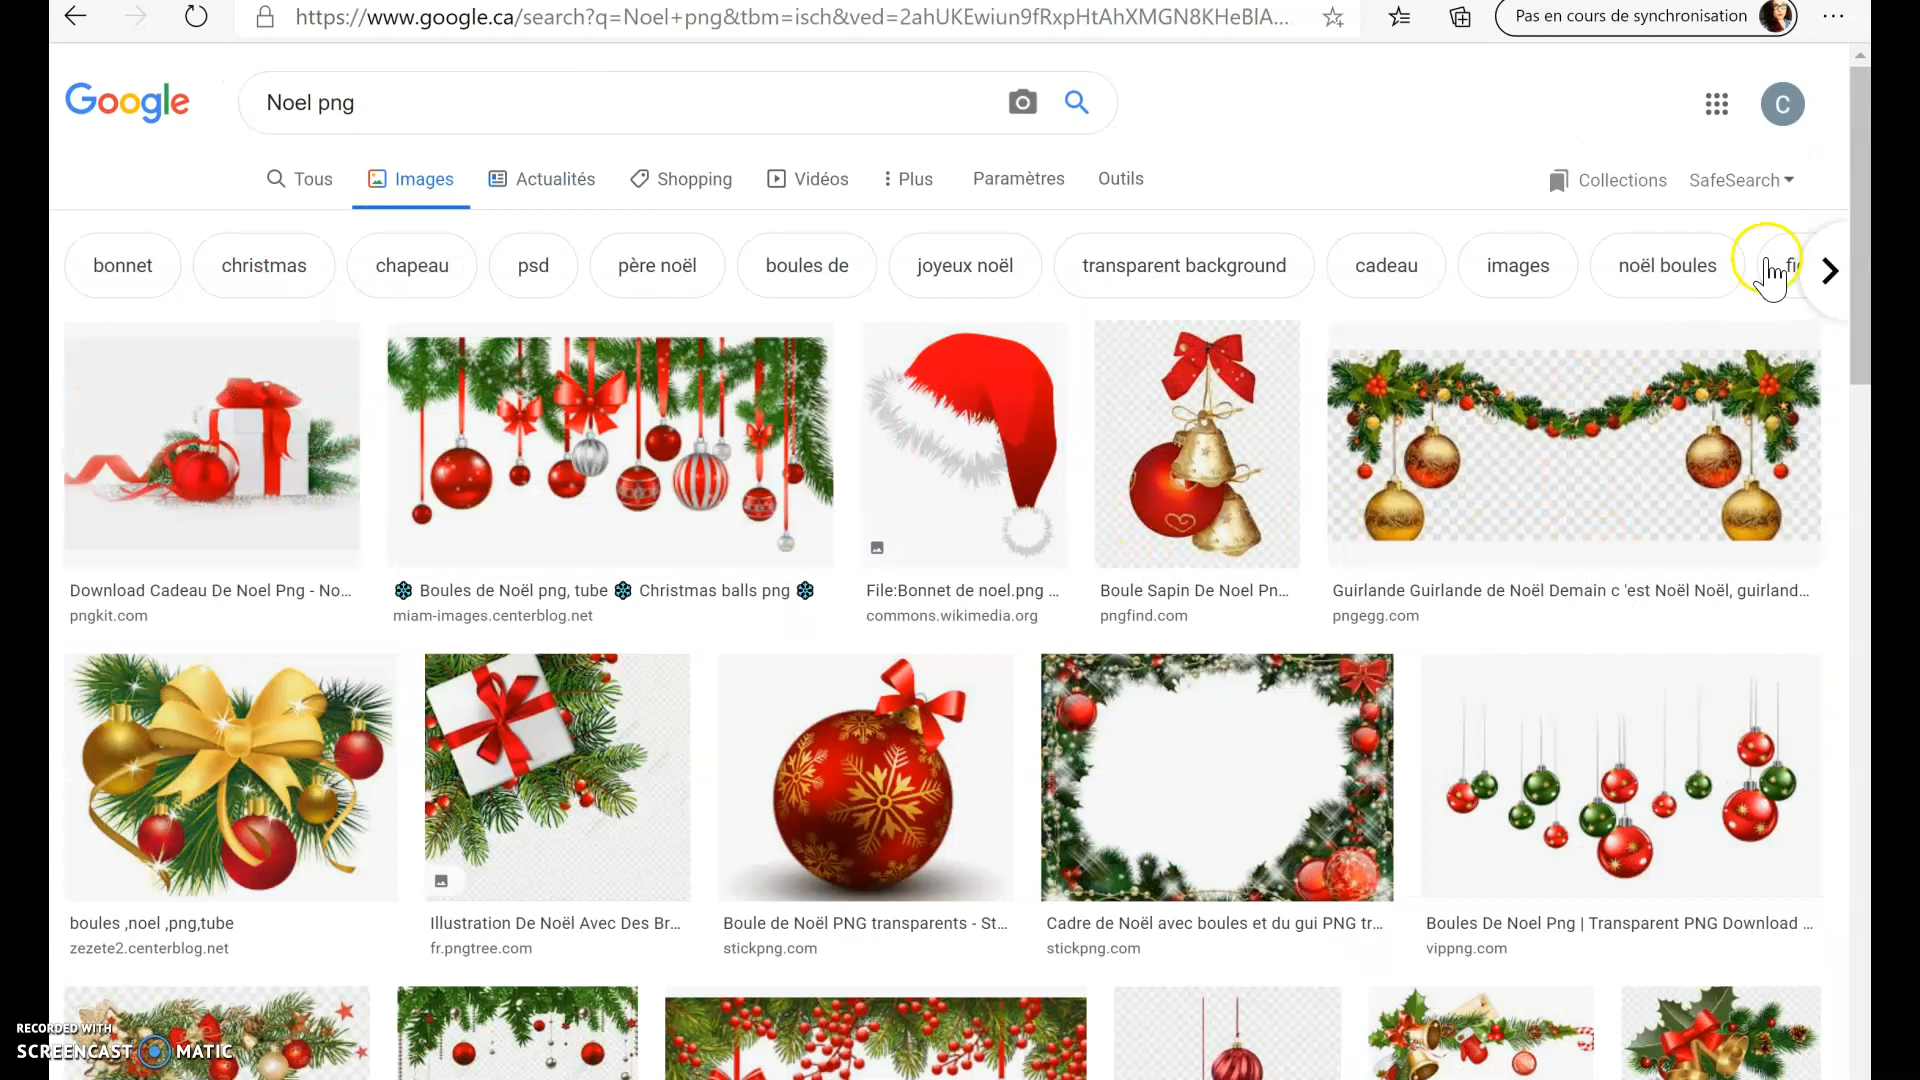 https://www.google.ca/search?q=Noel+png&tbm=isch&ved=2ahUKEwiun9fRxpHtAhXMGN8KHeBlA...
Pas en cours de synchronisation
Google
Noel png
C
Tous
Images
Actualités
Shopping
Vidéos
Plus
Paramètres
Outils
Collections
SafeSearch
bonnet
christmas
chapeau
psd
père noël
boules de
joyeux noël
transparent background
cadeau
images
noël boules
Download Cadeau De Noel Png - No...
❄ Boules de Noël png, tube ❄ Christmas balls png ❄
File:Bonnet de noel.png ...
Boule Sapin De Noel Pn...
Guirlande Guirlande de Noël Demain c 'est Noël Noël, guirland...
pngkit.com
miam-images.centerblog.net
commons.wikimedia.org
pngfind.com
pngegg.com
boules ,noel ,png,tube
Illustration De Noël Avec Des Br...
Boule de Noël PNG transparents - St...
Cadre de Noël avec boules et du gui PNG tr...
Boules De Noel Png | Transparent PNG Download ...
zezete2.centerblog.net
fr.pngtree.com
stickpng.com
stickpng.com
vippng.com
RECORDED WITH
SCREENCAST MATIC